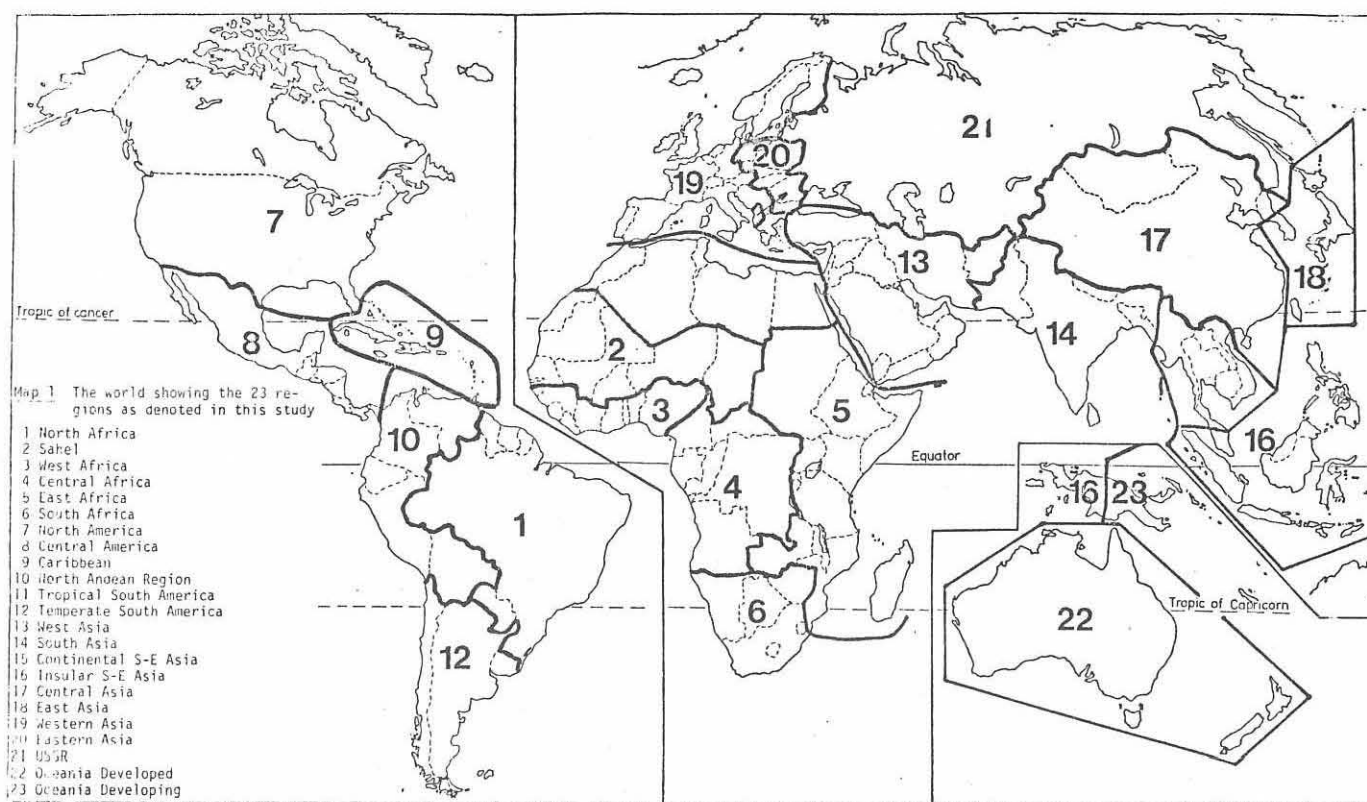 21
20
19
7
17
13
18
Tropic of cancer
9
14
8
2
Map 1 The world showing the 23 re-
gions as denoted in this study
3
5
10
16
Equator
4
16 23
1
Tropic of Capricorn
6
22
12
1 North Africa
2 Sahel
3 West Africa
4 Central Africa
5 East Africa
6 South Africa
7 North America
8 Central America
9 Caribbean
10 North Andean Region
11 Tropical South America
12 Temperate South America
13 West Asia
14 South Asia
15 Continental S-E Asia
16 Insular S-E Asia
17 Central Asia
18 East Asia
19 Western Asia
20 Eastern Asia
21 USSR
22 Oceania Developed
23 Oceania Developing